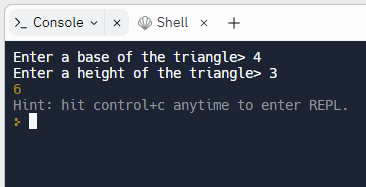 Console
Shell
Enter a base of the triangle> 4
Enter a height of the triangle> 3
6
Hint: hit control+c anytime to enter REPL.